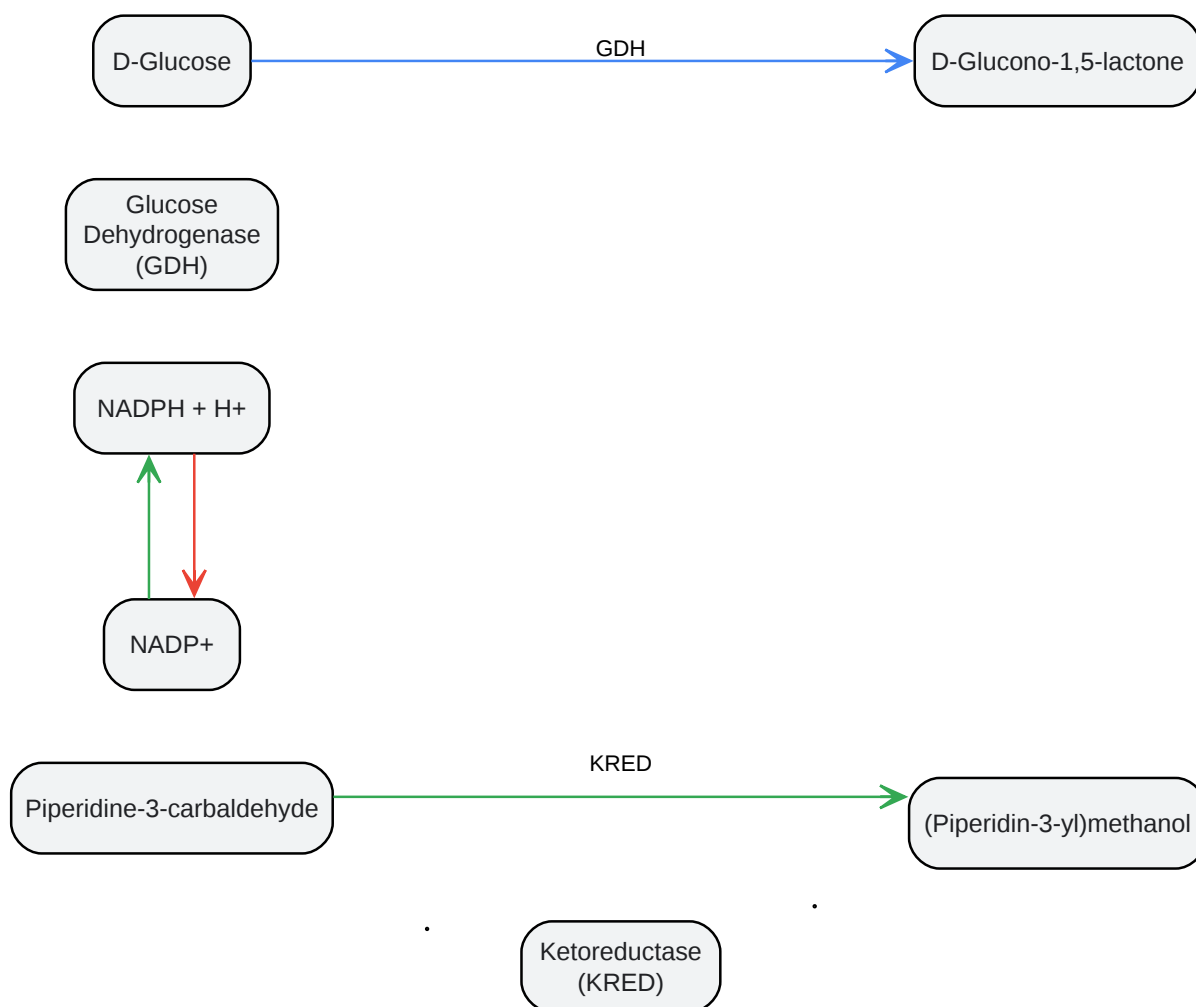 D-Glucose
GDH
D-Glucono-1,5-lactone
Glucose
Dehydrogenase
(GDH)
NADPH + H+
NADP+
Piperidine-3-carbaldehyde
KRED
(Piperidin-3-yl)methanol
Ketoreductase
(KRED)